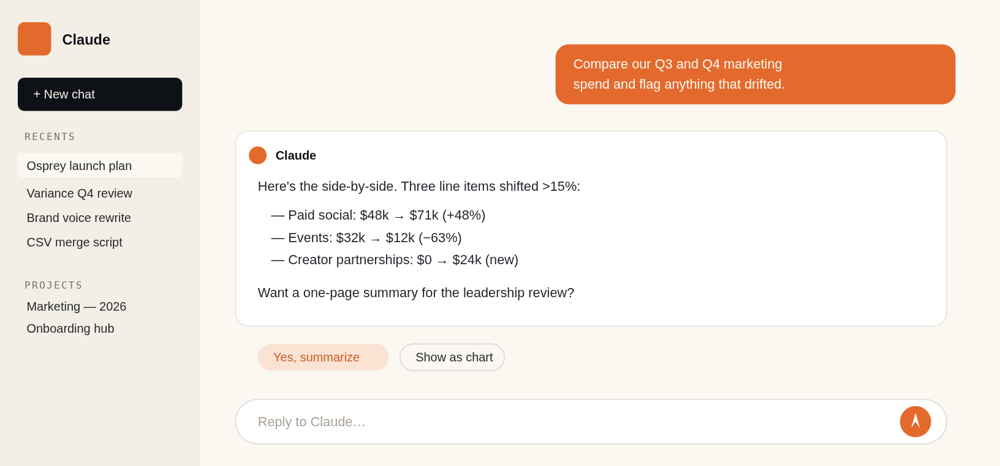 Claude
+ New chat
RECENTS
Osprey launch plan
Variance Q4 review
Brand voice rewrite
CSV merge script
PROJECTS
Marketing — 2026
Onboarding hub
Compare our Q3 and Q4 marketing
spend and flag anything that drifted.
Claude
Here's the side-by-side. Three line items shifted >15%:
— Paid social: $48k → $71k (+48%)
— Events: $32k → $12k (−63%)
— Creator partnerships: $0 → $24k (new)
Want a one-page summary for the leadership review?
Yes, summarize
Show as chart
Reply to Claude…